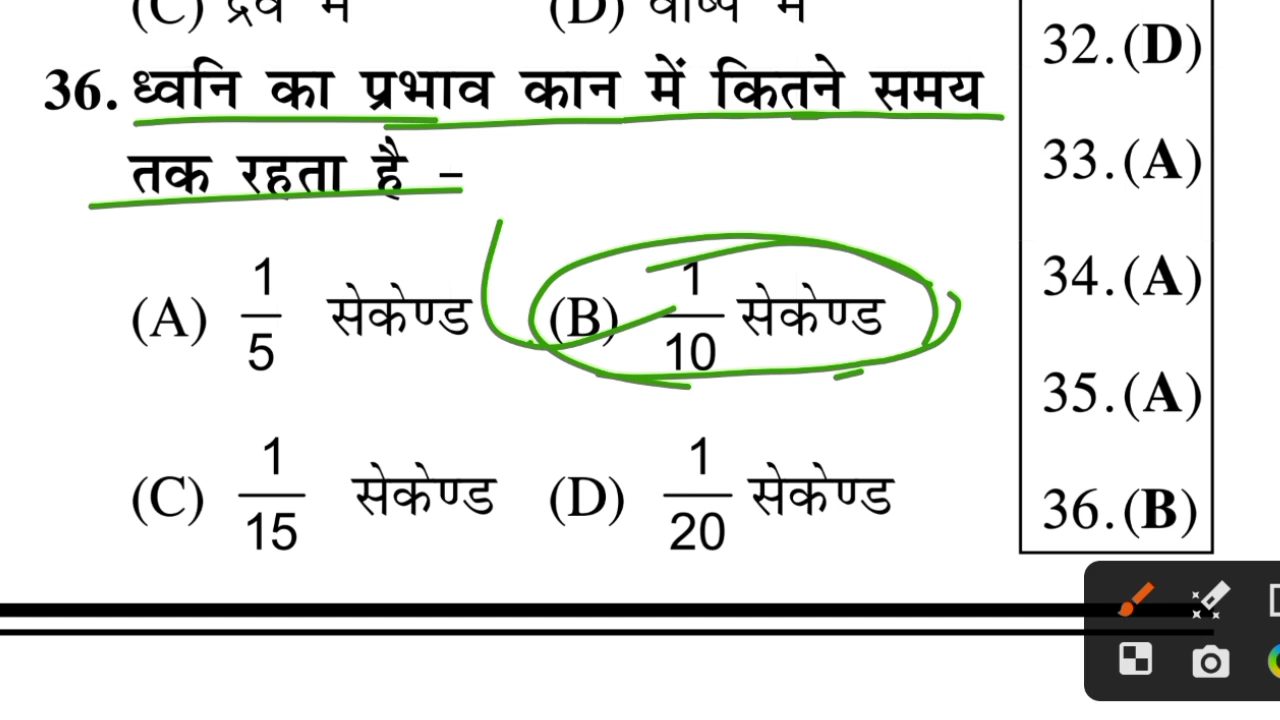 (C) द्रव में (D) वाष्प में
36. ध्वनि का प्रभाव कान में कितने समय
तक रहता है –
(A) 1/5 सेकेण्ड (B) 1/10 सेकेण्ड
(C) 1/15 सेकेण्ड (D) 1/20 सेकेण्ड
32.(D)
33.(A)
34.(A)
35.(A)
36.(B)